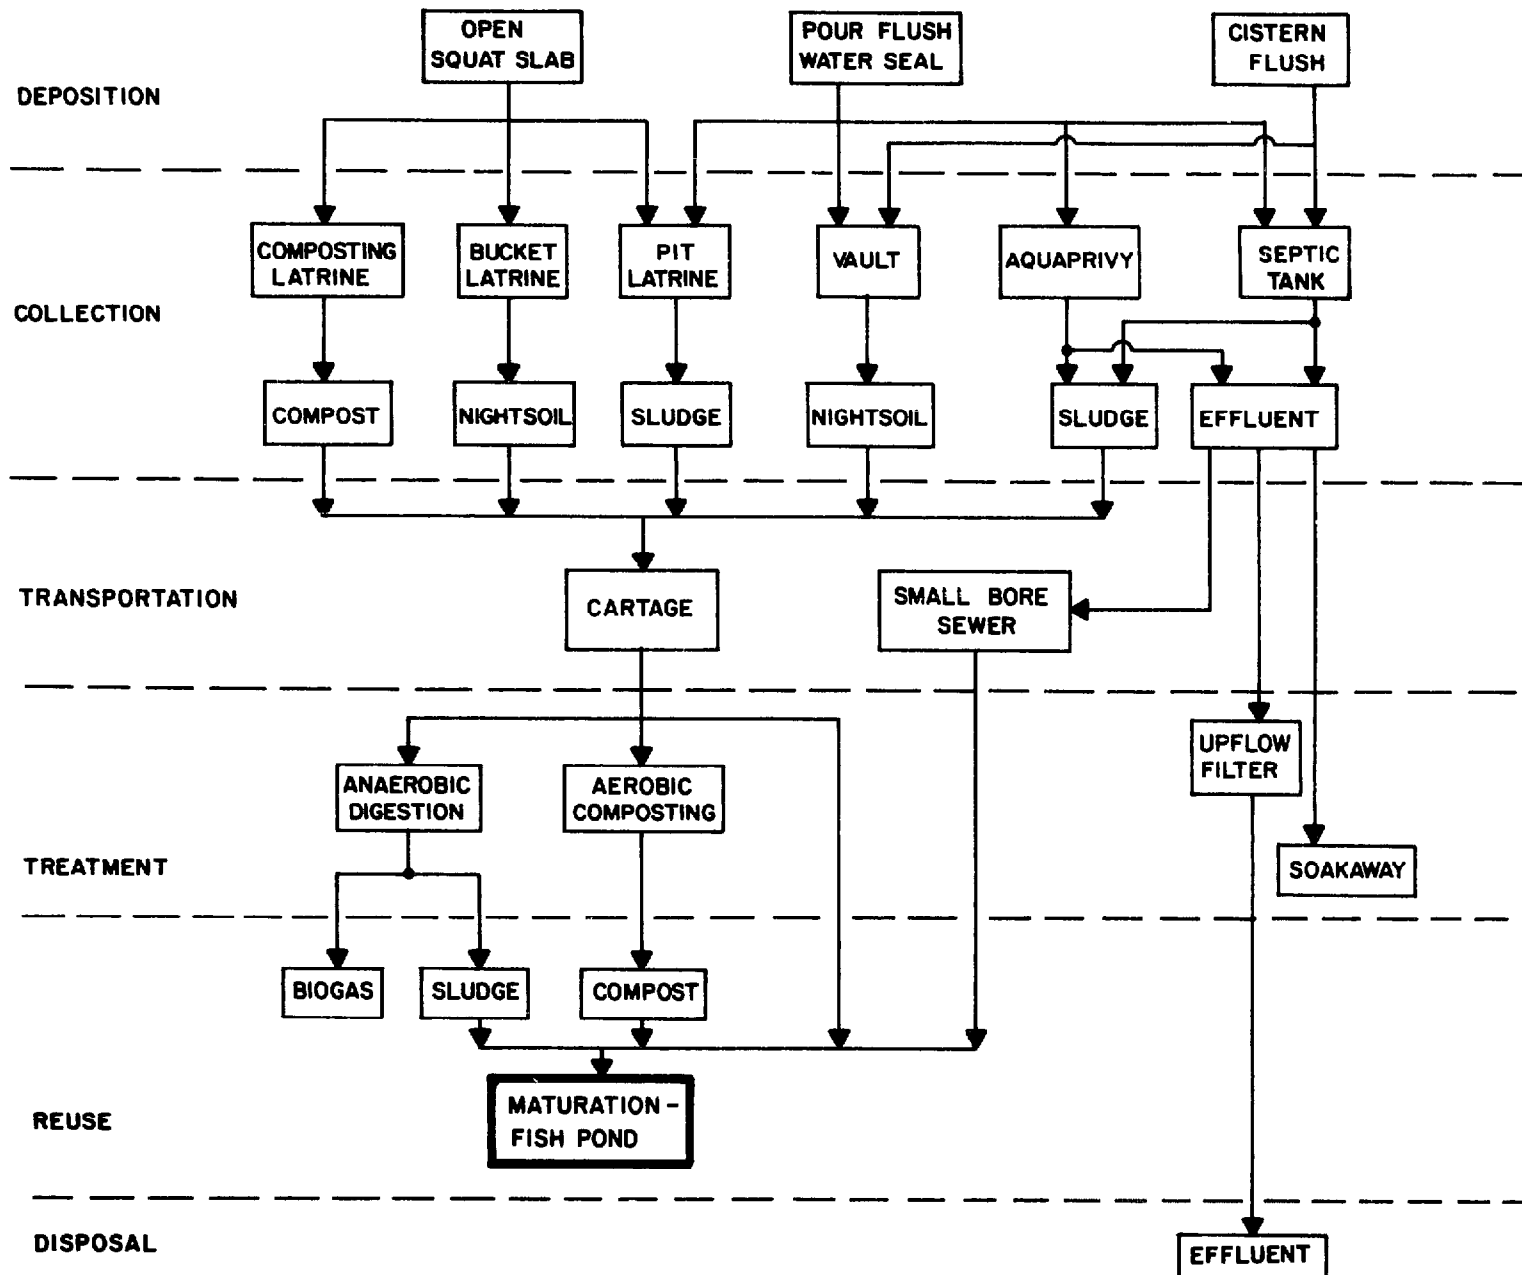 OPEN
SQUAT SLAB
POUR FLUSH
WATER SEAL
CISTERN
FLUSH
DEPOSITION
COMPOSTING
LATRINE
BUCKET
LATRINE
PIT
LATRINE
VAULT
AQUAPRIVY
SEPTIC
TANK
COLLECTION
COMPOST
NIGHTSOIL
SLUDGE
NIGHTSOIL
SLUDGE
EFFLUENT
TRANSPORTATION
CARTAGE
SMALL BORE
SEWER
UPFLOW
FILTER
ANAEROBIC
DIGESTION
AEROBIC
COMPOSTING
TREATMENT
SOAKAWAY
BIOGAS
SLUDGE
COMPOST
REUSE
MATURATION -
FISH POND
DISPOSAL
EFFLUENT